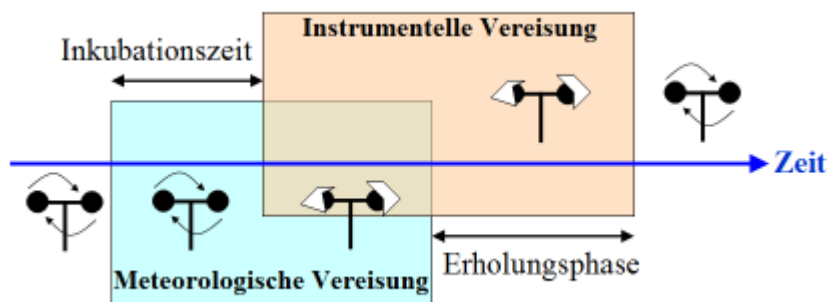 Instrumentelle Vereisung
Inkubationszeit
Zeit
Erholungsphase
Meteorologische Vereisung